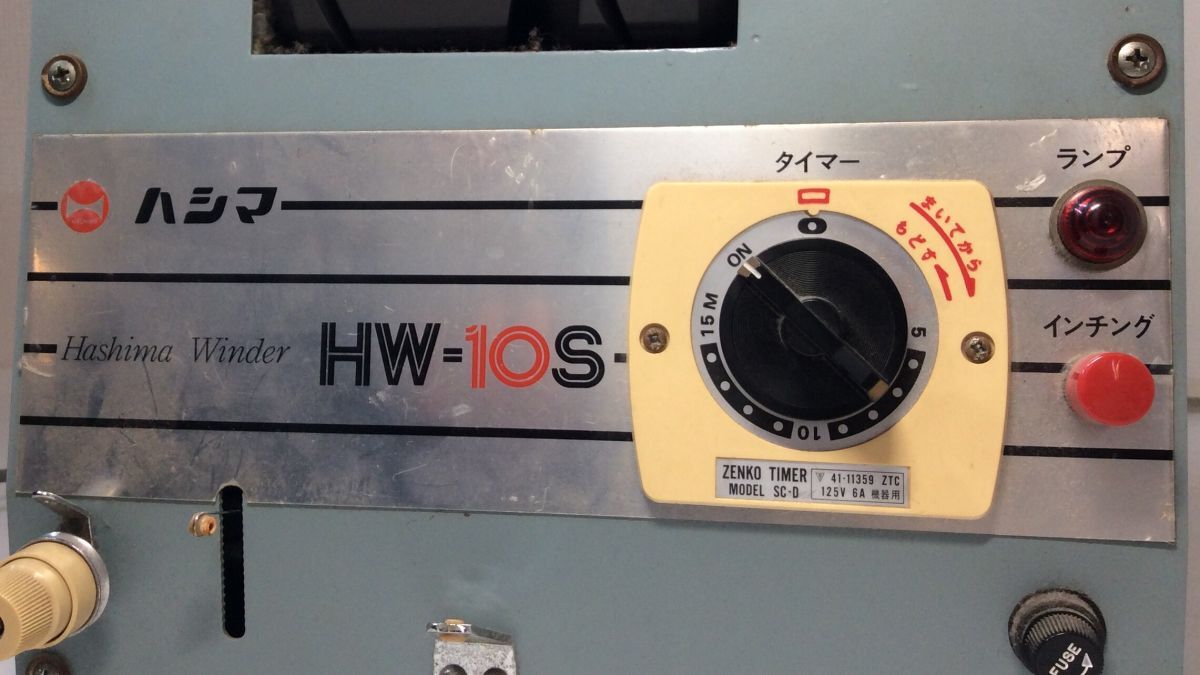 ハシマ
Hashima Winder
HW-10S
タイマー
0
ON
15M
5
10
まいてから
もどす
ZENKO TIMER
MODEL SC-D
41-11359 ZTC
125V 6A 機器用
ランプ
インチング
FUSE